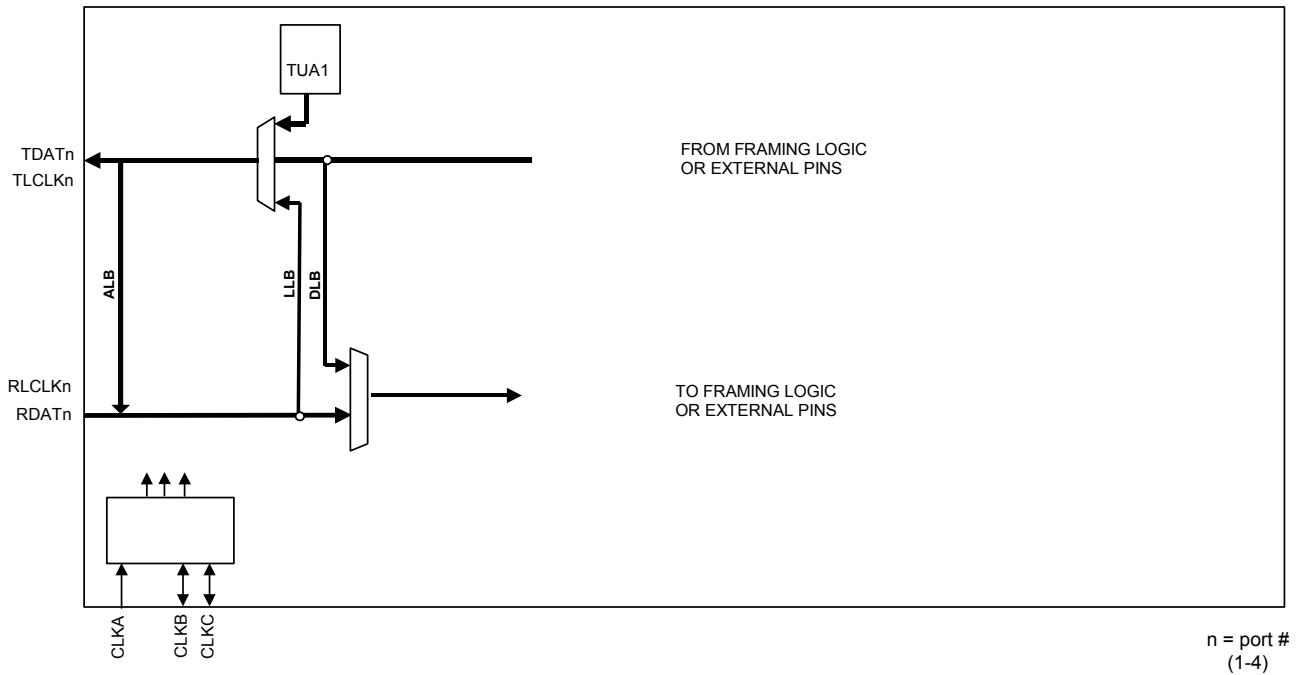 TUA1
TDATn
TLCLKn
FROM FRAMING LOGIC
OR EXTERNAL PINS
ALB
LLB
DLB
RLCLKn
RDATn
TO FRAMING LOGIC
OR EXTERNAL PINS
CLKA
CLKB
CLKC
n = port #
(1-4)